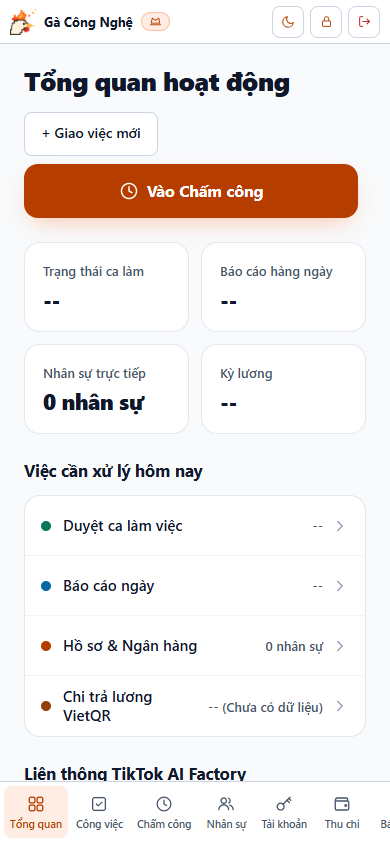 Gà Công Nghệ
Tổng quan hoạt động
+ Giao việc mới
Vào Chấm công
Trạng thái ca làm
--
Báo cáo hàng ngày
--
Nhân sự trực tiếp
0 nhân sự
Kỳ lương
--
Việc cần xử lý hôm nay
Duyệt ca làm việc
--
Báo cáo ngày
--
Hồ sơ & Ngân hàng
0 nhân sự
Chi trả lương
VietQR
-- (Chưa có dữ liệu)
Liên thông TikTok AI Factory
Tổng quan
Công việc
Chấm công
Nhân sự
Tài khoản
Thu chi